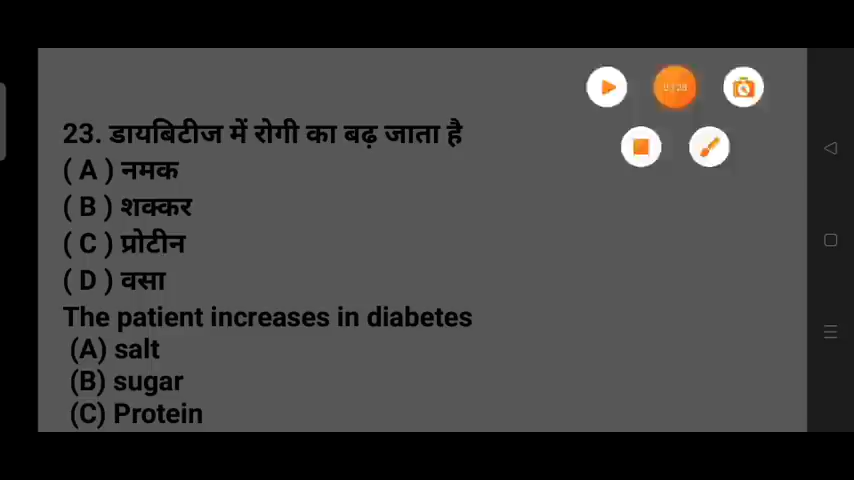 23. डायबिटीज में रोगी का बढ़ जाता है
( A ) नमक
( B ) शक्कर
( C ) प्रोटीन
( D ) वसा
The patient increases in diabetes
(A) salt
(B) sugar
(C) Protein